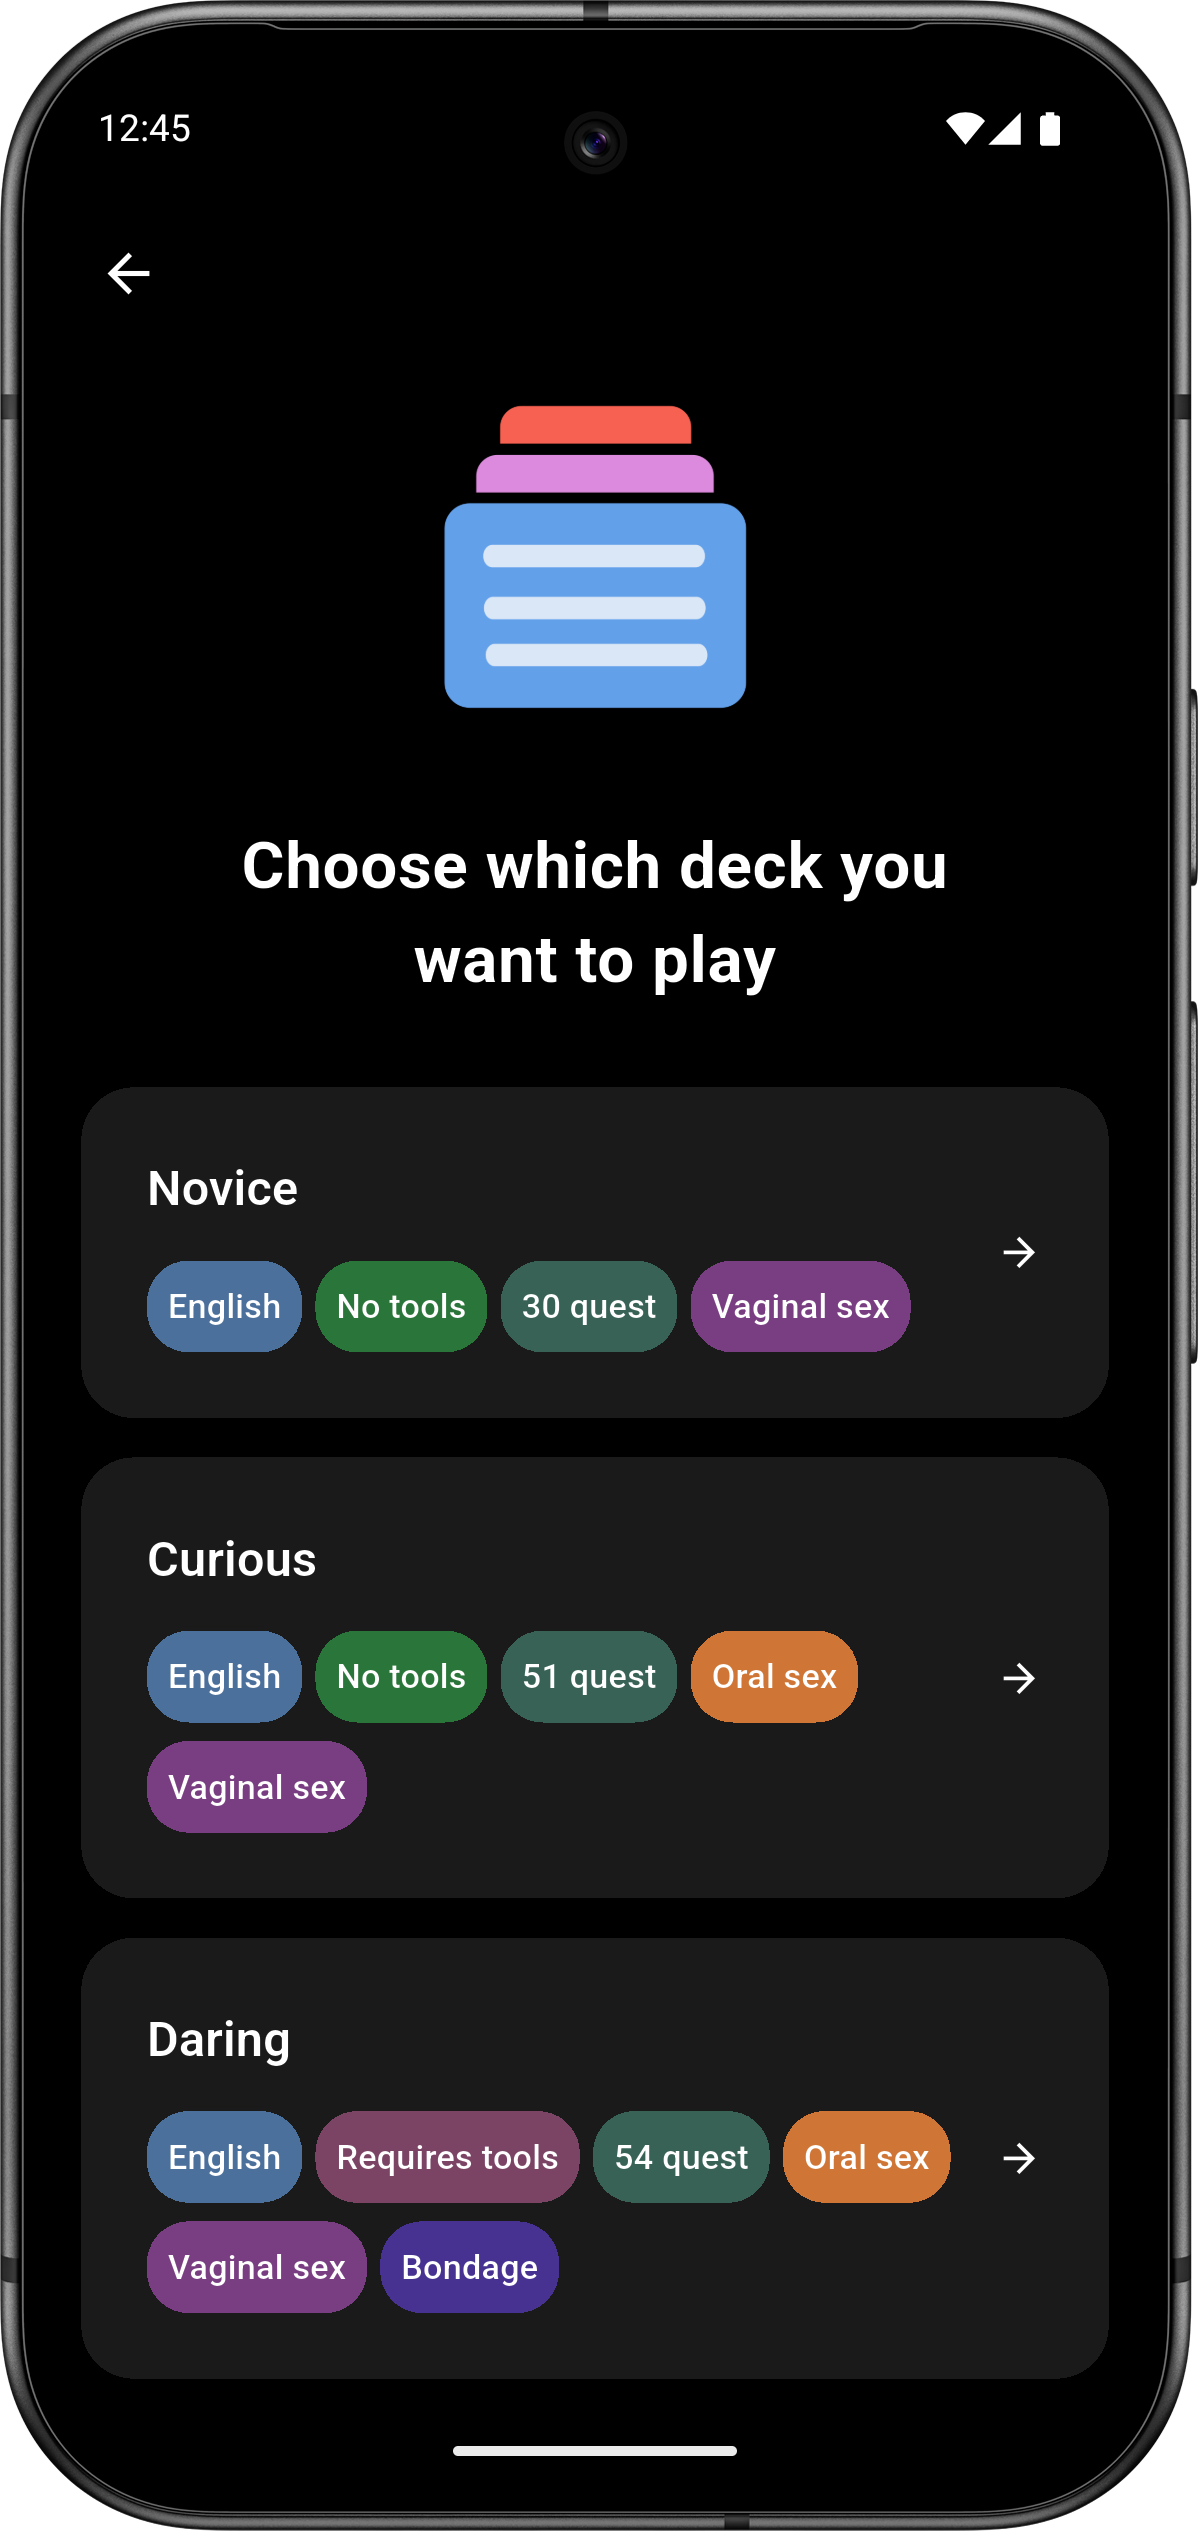 12:45
Choose which deck you
want to play
Novice
English No tools 30 quest Vaginal sex
Curious
English No tools 51 quest Oral sex
Vaginal sex
Daring
English Requires tools 54 quest Oral sex
Vaginal sex Bondage